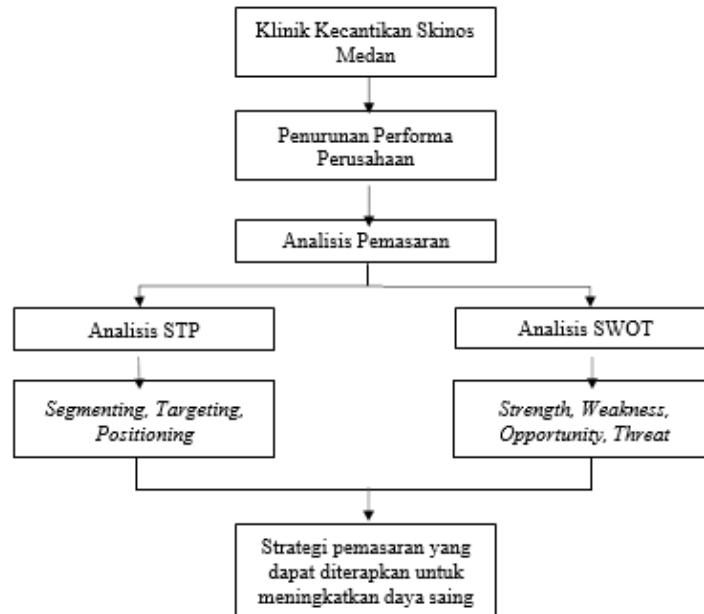 Klinik Kecantikan Skinos
Medan
Penurunan Performa
Perusahaan
Analisis Pemasaran
Analisis STP
Analisis SWOT
Segmenting, Targeting,
Positioning
Strength, Weakness,
Opportunity, Threat
Strategi pemasaran yang
dapat diterapkan untuk
meningkatkan daya saing